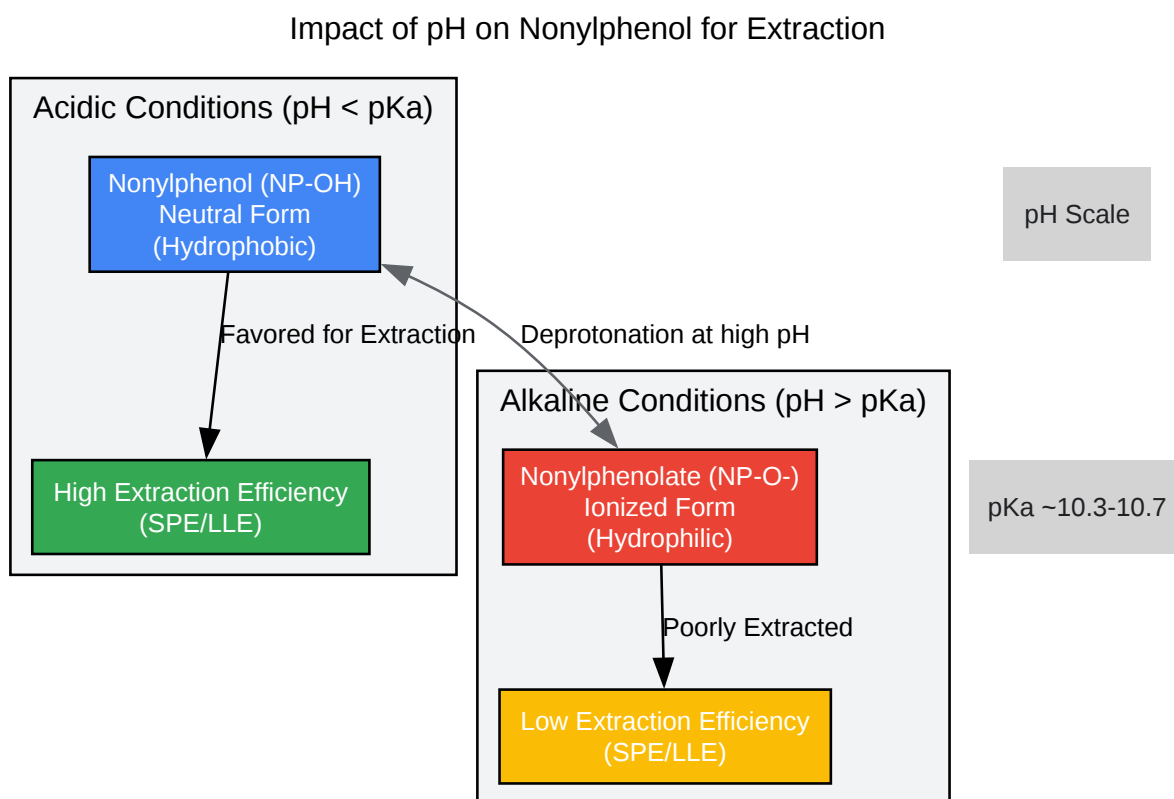 Impact of pH on Nonylphenol for Extraction
Acidic Conditions (pH < pKa)
Nonylphenol (NP-OH)
Neutral Form
(Hydrophobic)
pH Scale
Favored for Extraction
Deprotonation at high pH
High Extraction Efficiency
(SPE/LLE)
Alkaline Conditions (pH > pKa)
Nonylphenolate (NP-O-)
Ionized Form
(Hydrophilic)
pKa ~10.3-10.7
Poorly Extracted
Low Extraction Efficiency
(SPE/LLE)